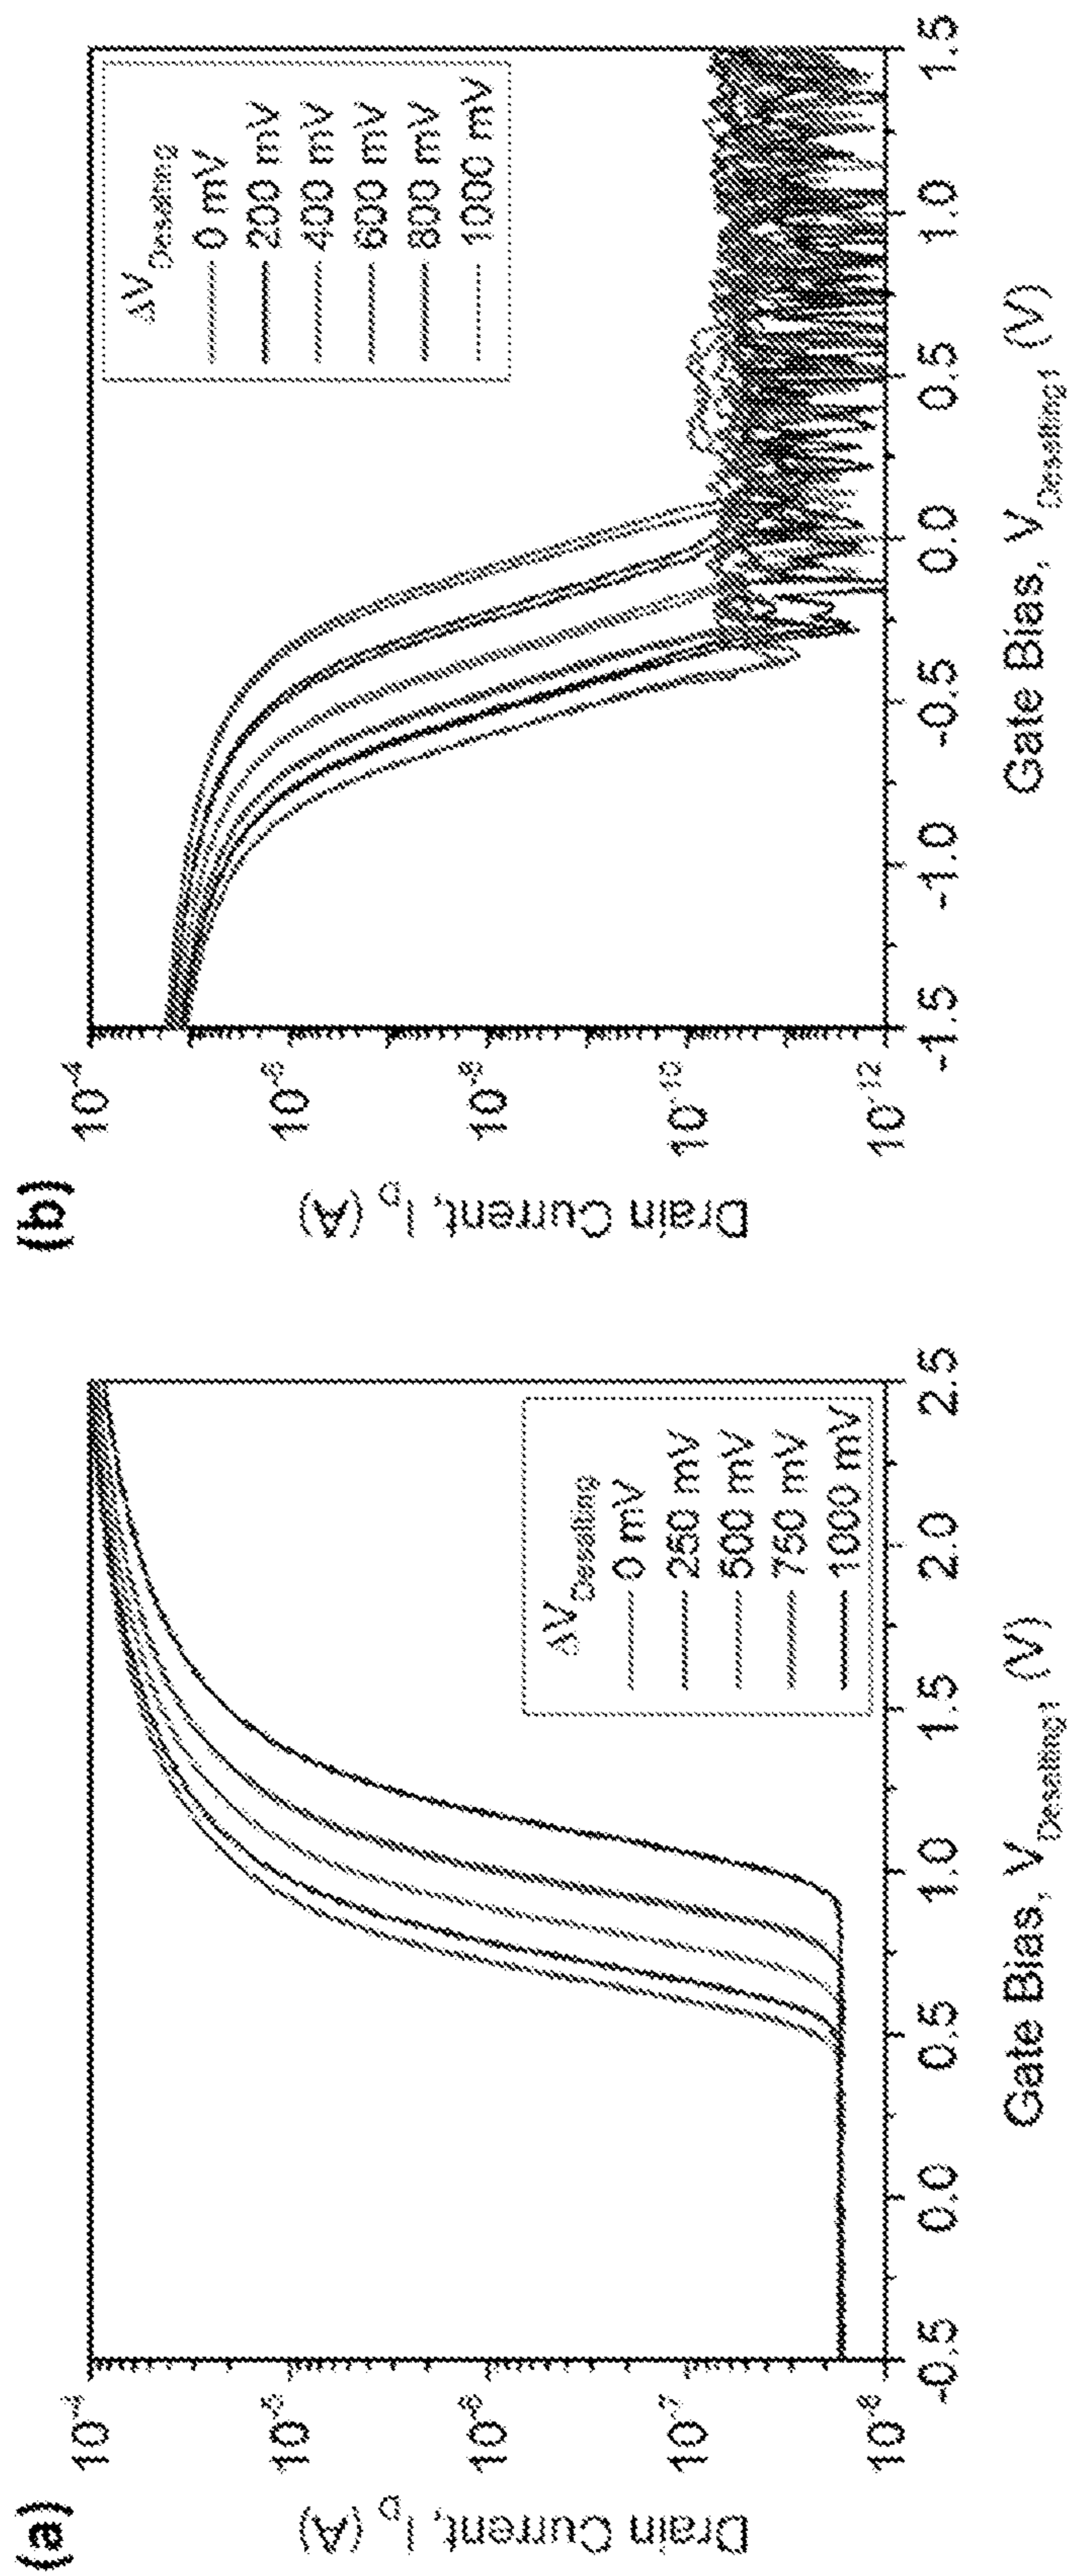 (a)
Drain Current, I_D (A)
10^-4
10^-5
10^-6
10^-7
10^-8
-0.5
0.0
0.5
1.0
1.5
2.0
2.5
Gate Bias, V_Desalting1 (V)
ΔV_Desalting
0 mV
250 mV
500 mV
750 mV
1000 mV
(b)
Drain Current, I_D (A)
10^-4
10^-6
10^-8
10^-10
10^-12
-1.5
-1.0
-0.5
0.0
0.5
1.0
1.5
Gate Bias, V_Desalting1 (V)
ΔV_Desalting
0 mV
200 mV
400 mV
600 mV
800 mV
1000 mV